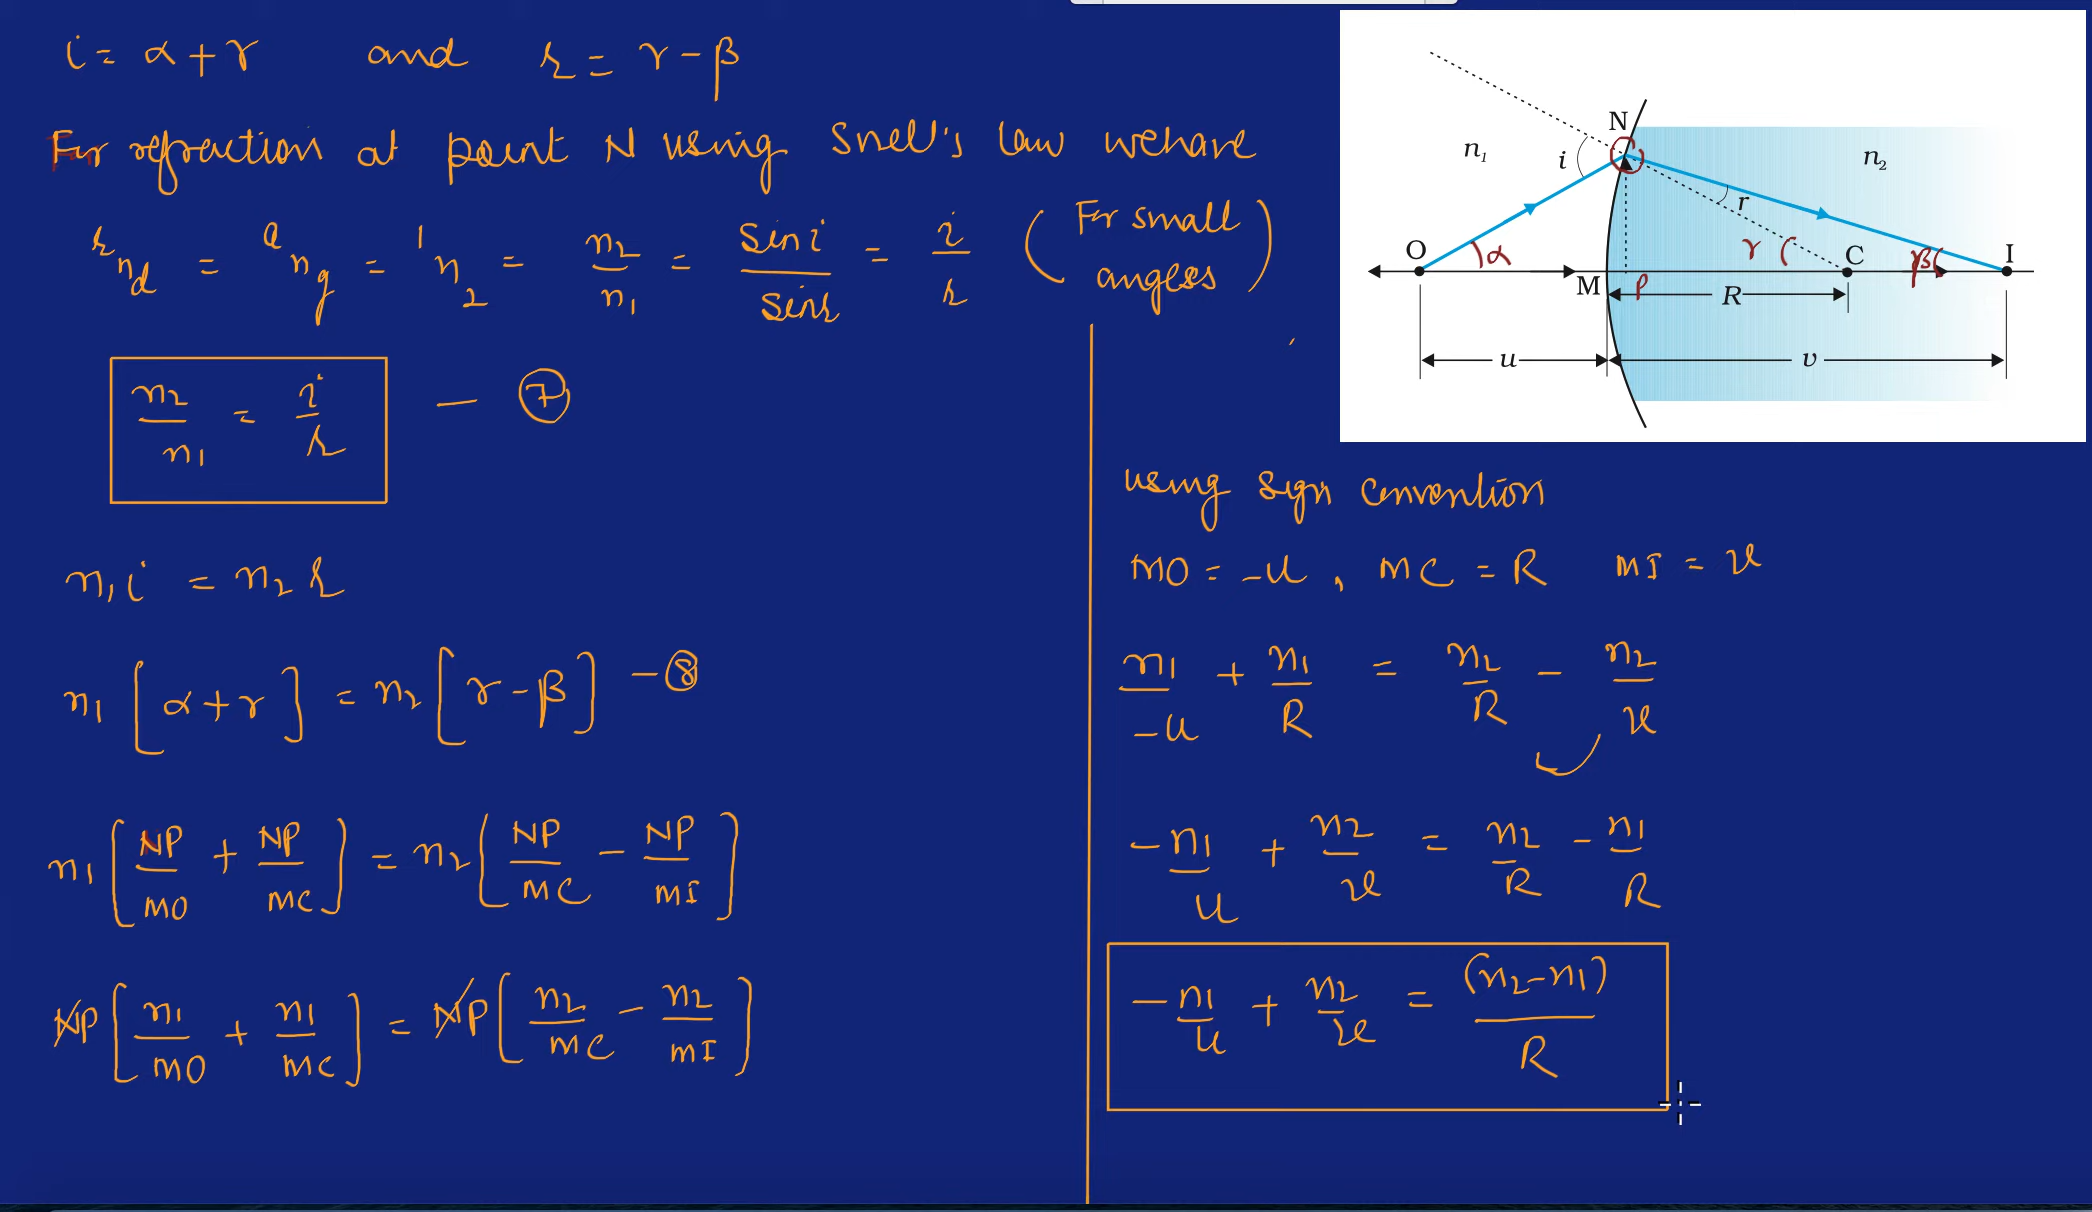 i = α + γ and r = γ - β
For refraction at point N using Snell's law we have
ʳn_d = ᵃn_g = ¹n₂ = n₂/n₁ = sin i/sin r = i/r (For small angles)
n₂/n₁ = i/r — ⑦
n₁ i = n₂ r
n₁ [α + γ] = n₂ [γ - β] — ⑧
n₁ [NP/MO + NP/MC] = n₂ [NP/MC - NP/MI]
NP [n₁/MO + n₁/MC] = NP [n₂/MC - n₂/MI]
N
n₁ i n₂
r
O α γ C β I
M P R
u v
using sign convention
MO = -u, MC = R MI = v
n₁/-u + n₁/R = n₂/R - n₂/v
-n₁/u + n₂/v = n₂/R - n₁/R
-n₁/u + n₂/v = (n₂-n₁)/R